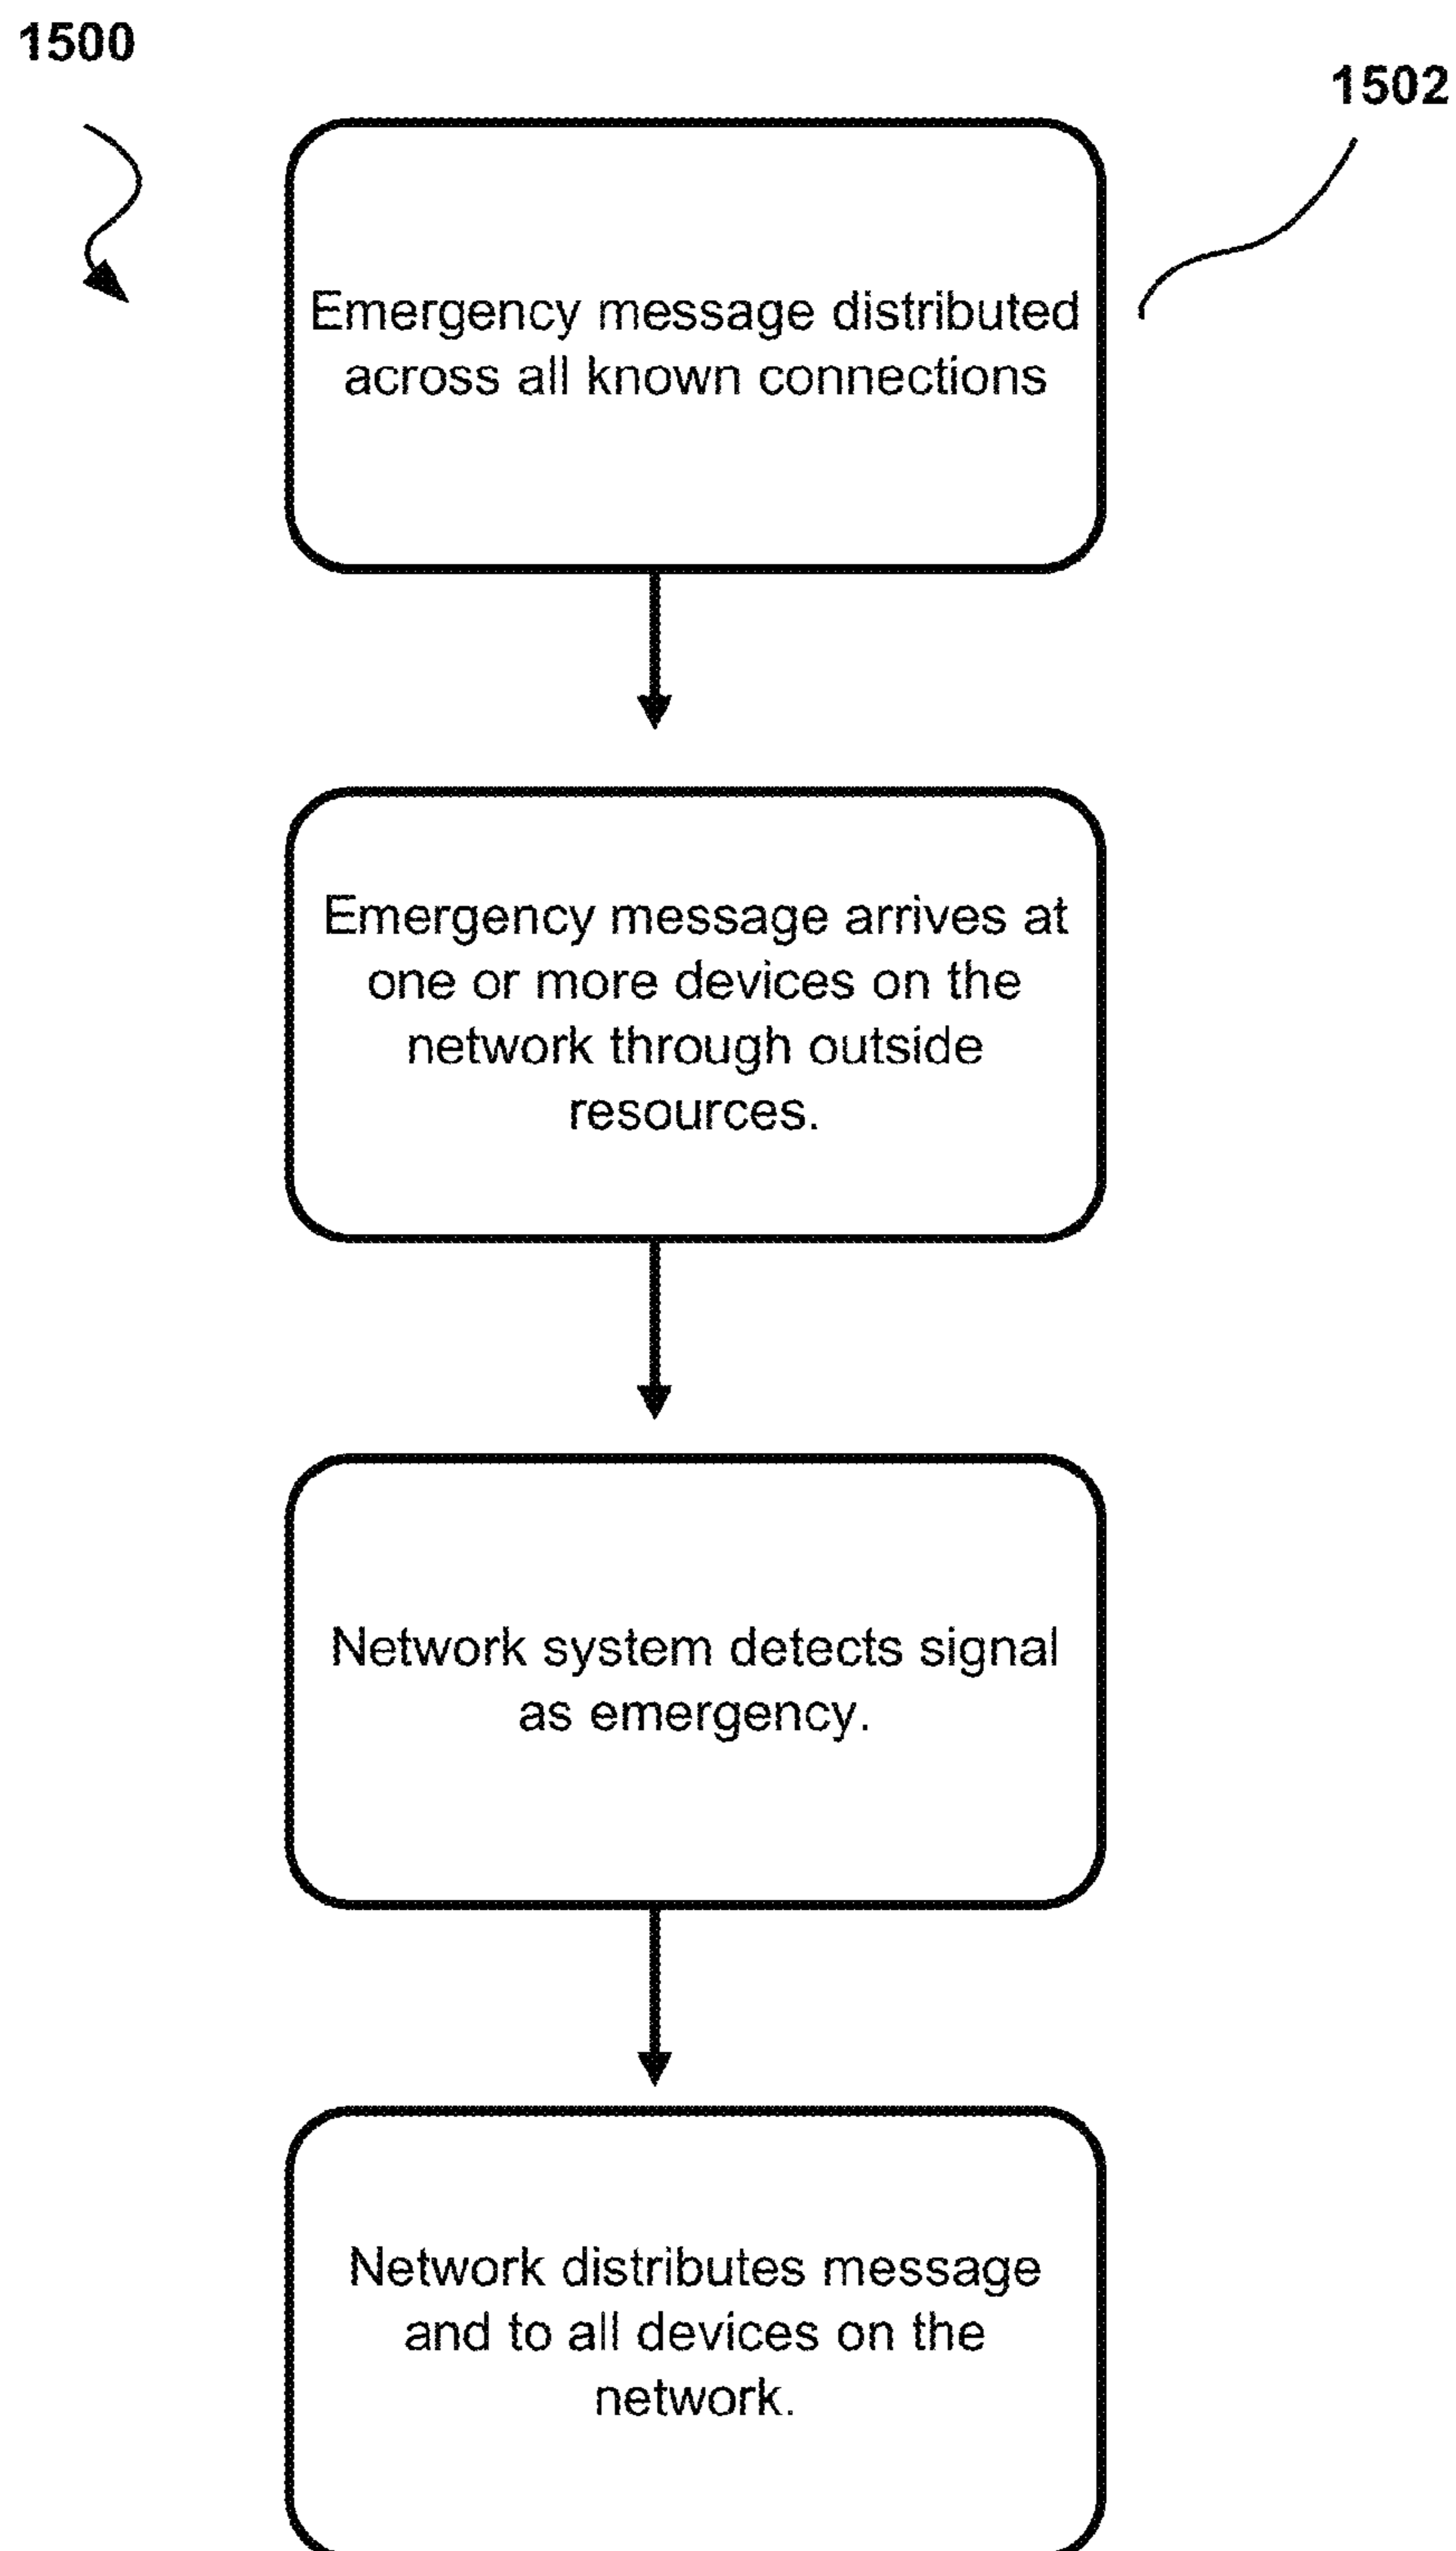 1500
1502
Emergency message distributed
across all known connections
Emergency message arrives at
one or more devices on the
network through outside
resources.
Network system detects signal
as emergency.
Network distributes message
and to all devices on the
network.